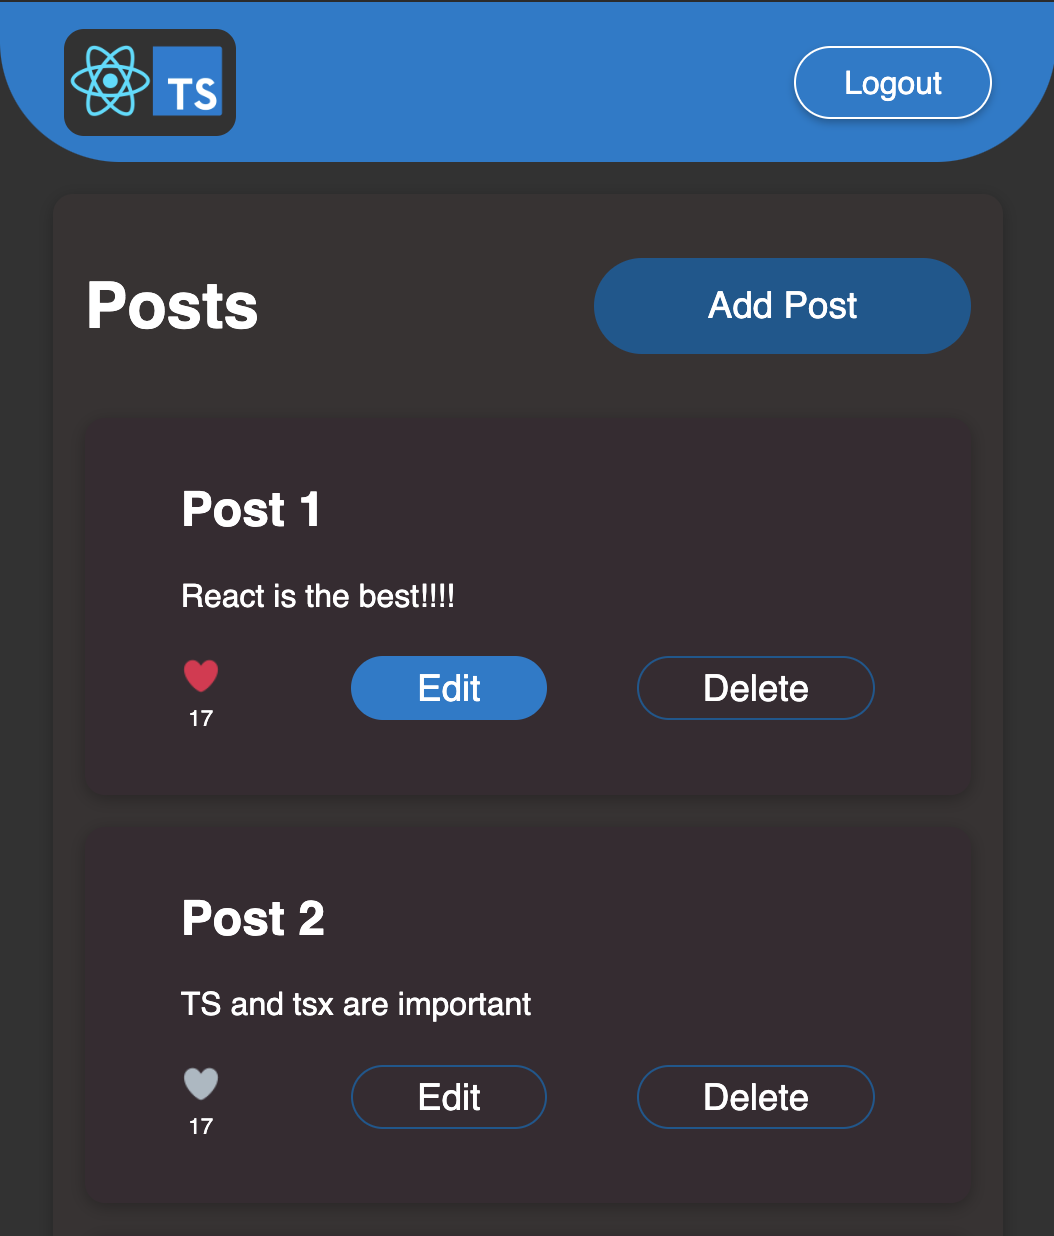 TS
Logout
Posts
Add Post
Post 1
React is the best!!!!
Edit
Delete
17
Post 2
TS and tsx are important
Edit
Delete
17